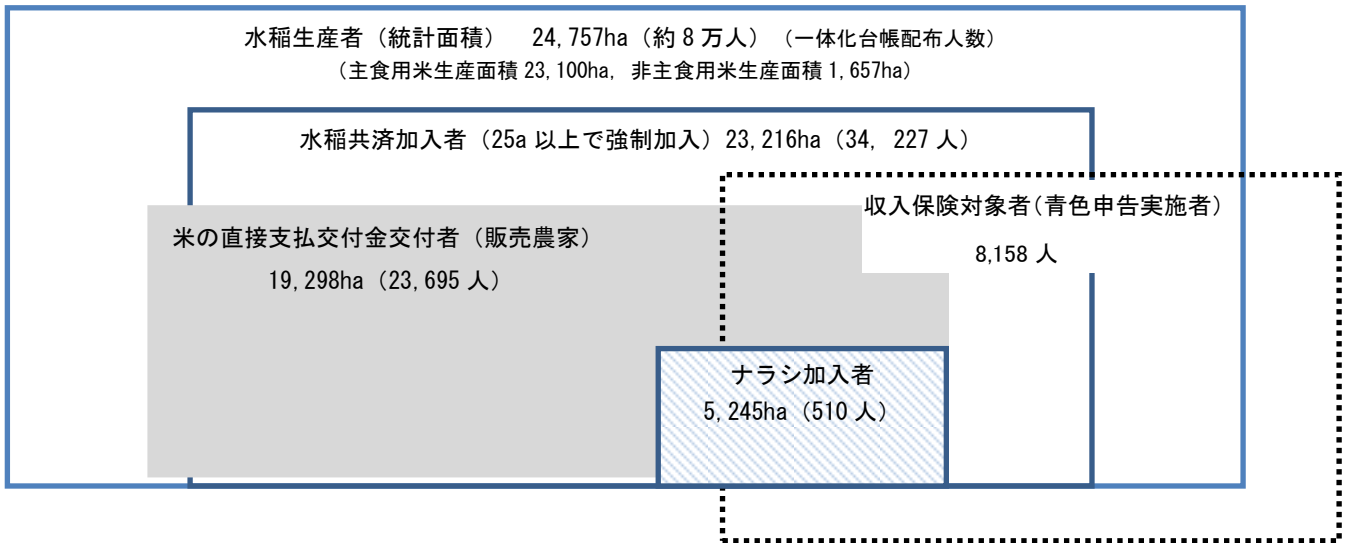 水稲生産者（統計面積）　24,757ha（約8万人）（一体化台帳配布人数）
（主食用米生産面積 23,100ha, 非主食用米生産面積 1,657ha）
水稲共済加入者（25a 以上で強制加入）23,216ha（34, 227 人）
収入保険対象者（青色申告実施者）
8,158 人
米の直接支払交付金交付者（販売農家）
19,298ha（23,695 人）
ナラシ加入者
5,245ha（510 人）